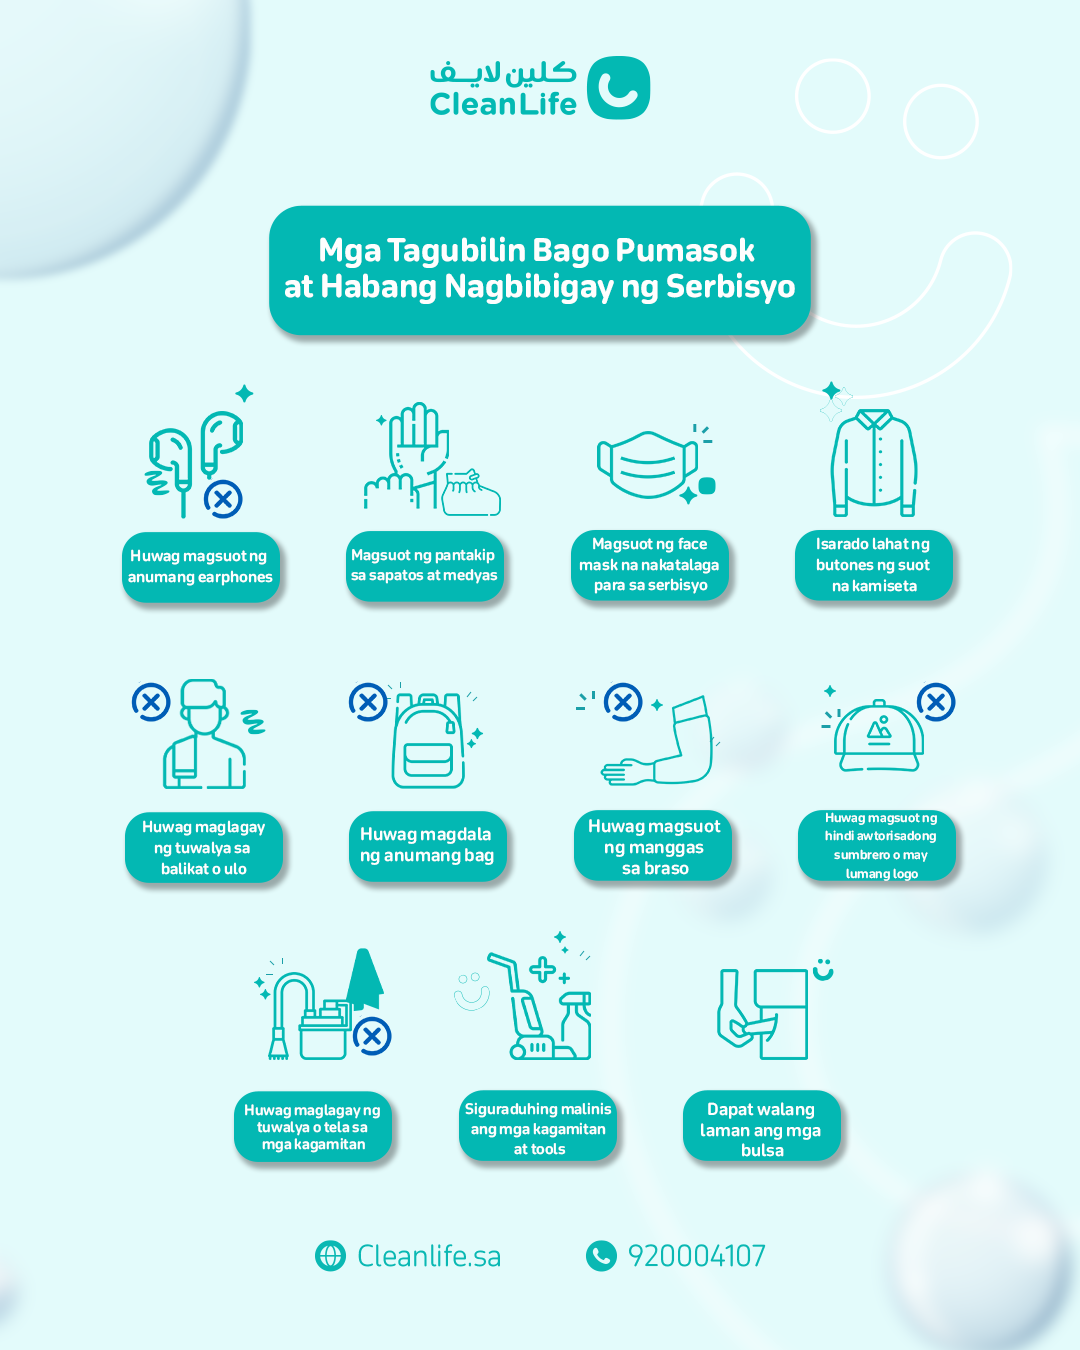 كلين لايف
CleanLife
Mga Tagubilin Bago Pumasok
at Habang Nagbibigay ng Serbisyo
Huwag magsuot ng
anumang earphones
Magsuot ng pantakip
sa sapatos at medyas
Magsuot ng face
mask na nakatalaga
para sa serbisyo
Isarado lahat ng
butones ng suot
na kamiseta
Huwag maglagay
ng tuwalya sa
balikat o ulo
Huwag magdala
ng anumang bag
Huwag magsuot
ng manggas
sa braso
Huwag magsuot ng
hindi awtorisadong
sumbrero o may
lumang logo
Huwag maglagay ng
tuwalya o tela sa
mga kagamitan
Siguraduhing malinis
ang mga kagamitan
at tools
Dapat walang
laman ang mga
bulsa
Cleanlife.sa
920004107